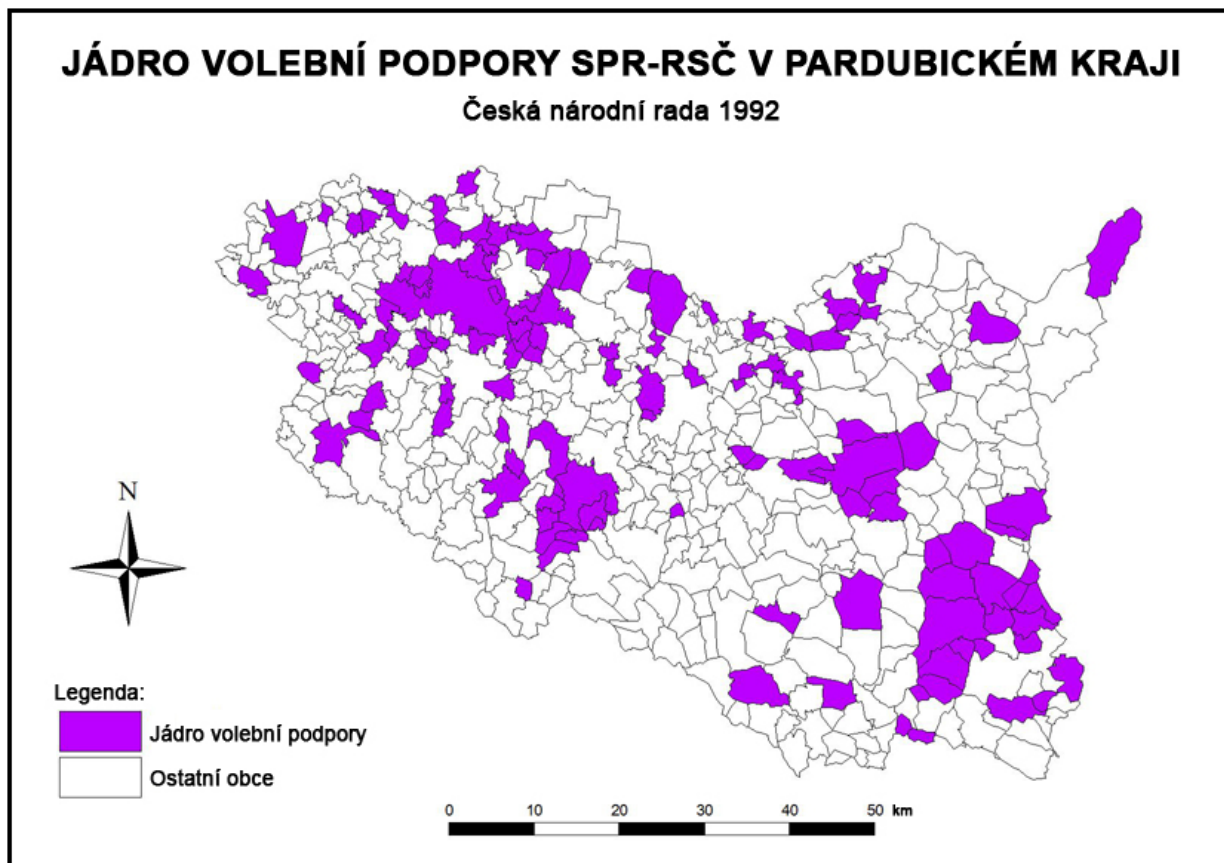 JÁDRO VOLEBNÍ PODPORY SPR-RSČ V PARDUBICKÉM KRAJI
Česká národní rada 1992
N
Legenda:
Jádro volební podpory
Ostatní obce
0 10 20 30 40 50 km